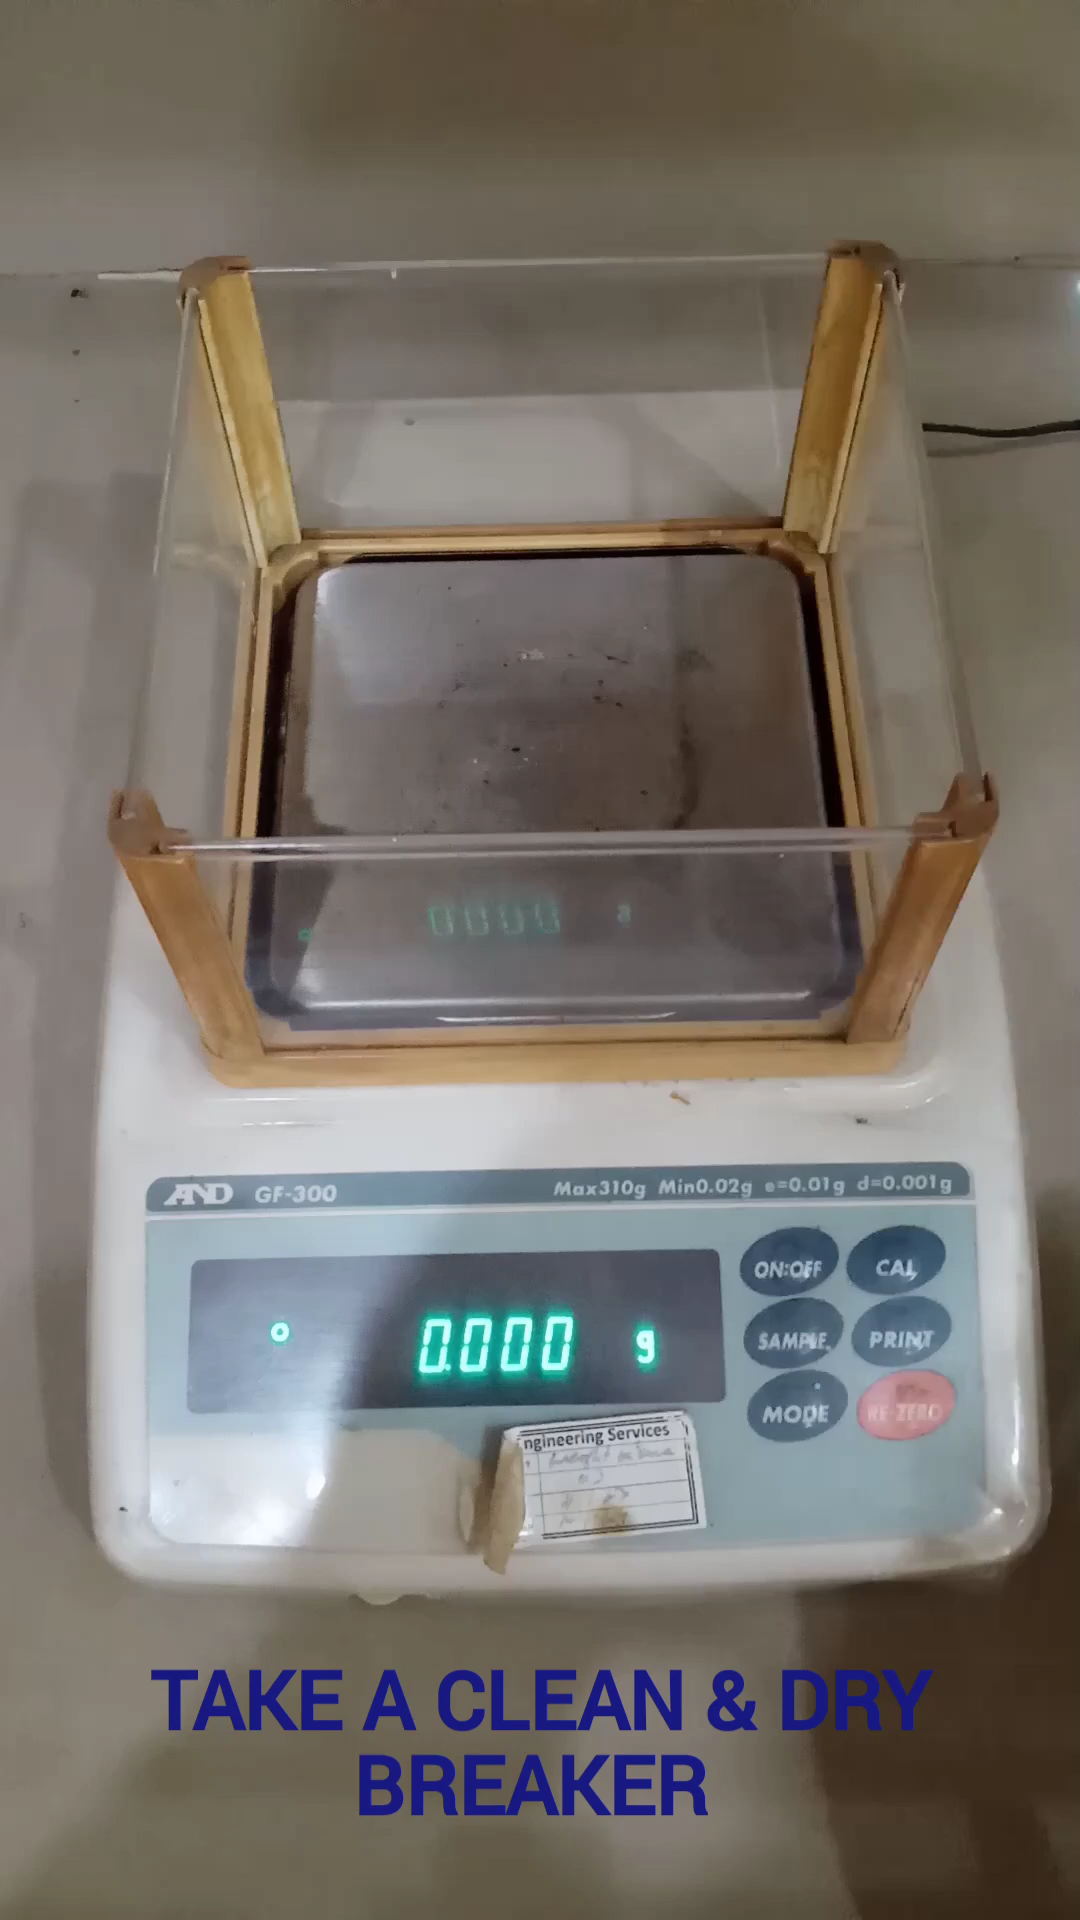 AND GF-300 Max310g Min0.02g e=0.01g d=0.001g
ON:OFF CAL
0.000 g
SAMPLE PRINT
MODE RE-ZERO
ngineering Services
TAKE A CLEAN & DRY
BREAKER